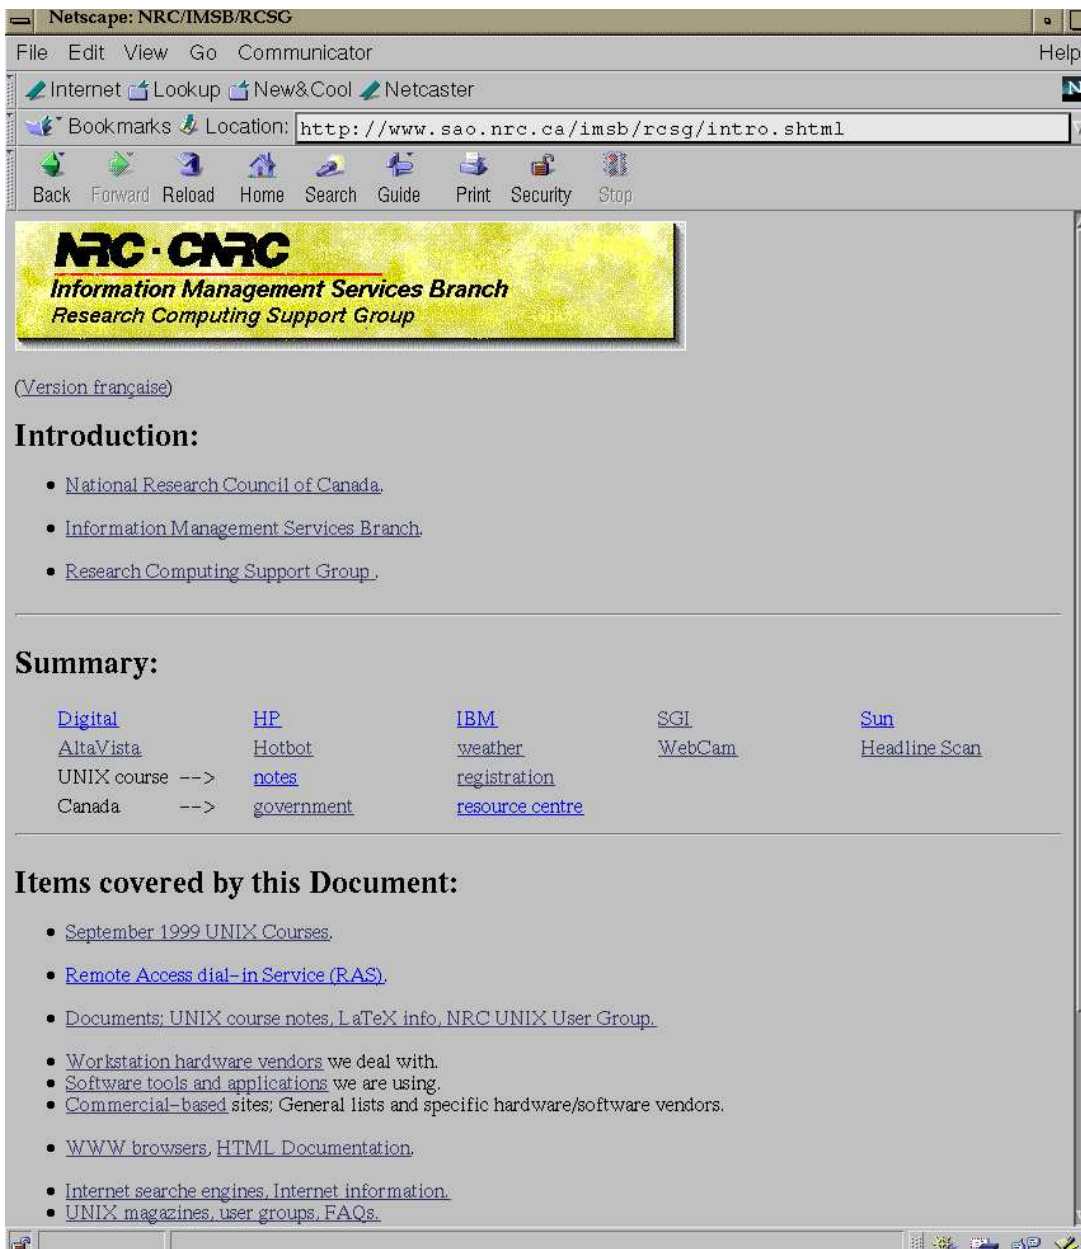 Netscape: NRC/IMSB/RCSG
File Edit View Go Communicator Help
Internet Lookup New&Cool Netcaster
N
Bookmarks Location: http://www.sao.nrc.ca/imsb/rcsg/intro.shtml
Back Forward Reload Home Search Guide Print Security Stop
NRC·CNRC
Information Management Services Branch
Research Computing Support Group
(Version française)
Introduction:
• National Research Council of Canada.
• Information Management Services Branch.
• Research Computing Support Group .
Summary:
Digital HP IBM SGI Sun
AltaVista Hotbot weather WebCam Headline Scan
UNIX course --> notes registration
Canada --> government resource centre
Items covered by this Document:
• September 1999 UNIX Courses.
• Remote Access dial-in Service (RAS).
• Documents; UNIX course notes, LaTeX info, NRC UNIX User Group.
• Workstation hardware vendors we deal with.
• Software tools and applications we are using.
• Commercial-based sites; General lists and specific hardware/software vendors.
• WWW browsers, HTML Documentation.
• Internet searche engines, Internet information.
• UNIX magazines, user groups, FAQs.